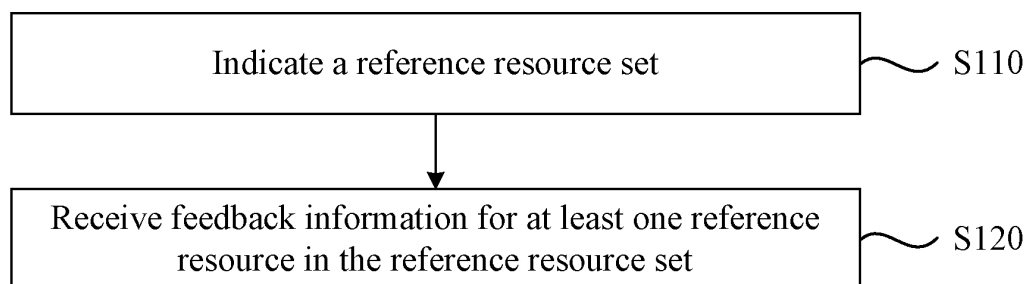 Indicate a reference resource set
S110
Receive feedback information for at least one reference
resource in the reference resource set
S120